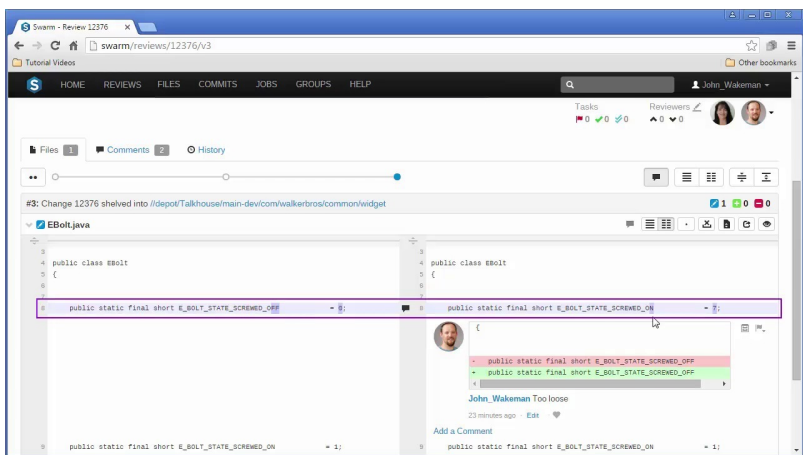 Swarm - Review 12376
swarm/reviews/12376/v3
Tutorial Videos
Other bookmarks
HOME REVIEWS FILES COMMITS JOBS GROUPS HELP
John_Wakeman
Tasks
0 0 0
Reviewers
0 0
Files 1 Comments 2 History
#3: Change 12376 shelved into //depot/Talkhouse/main-dev/com/walkerbros/common/widget
1 0 0
EBolt.java
3 3
4 public class EBolt 4 public class EBolt
5 { 5 {
6 6
7 7
8 public static final short E_BOLT_STATE_SCREWED_OFF = 0; 8 public static final short E_BOLT_STATE_SCREWED_ON = 7;
{
- public static final short E_BOLT_STATE_SCREWED_OFF
+ public static final short E_BOLT_STATE_SCREWED_OFF
John_Wakeman Too loose
23 minutes ago · Edit ·
Add a Comment
9 public static final short E_BOLT_STATE_SCREWED_ON = 1; 9 public static final short E_BOLT_STATE_SCREWED_ON = 1;